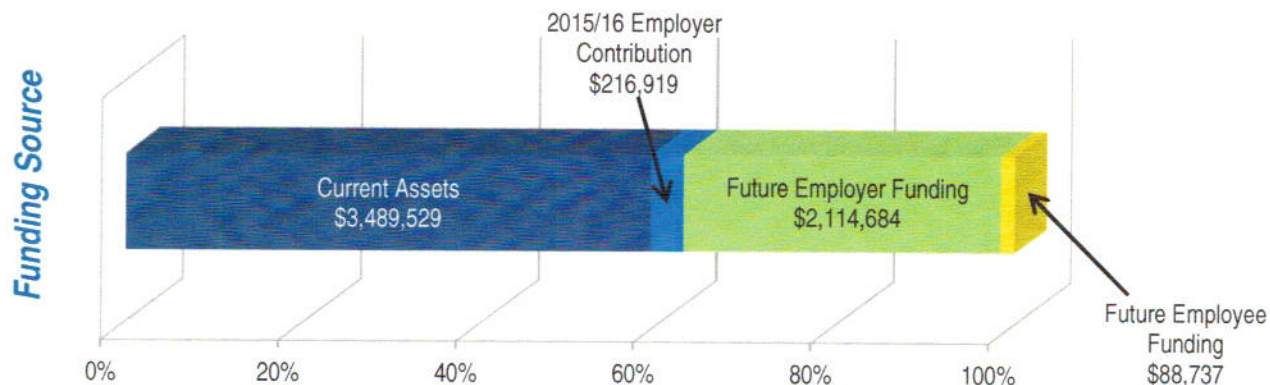 2015/16 Employer
Contribution
$216,919
Funding Source
Current Assets
$3,489,529
Future Employer Funding
$2,114,684
Future Employee
Funding
$88,737
0%
20%
40%
60%
80%
100%